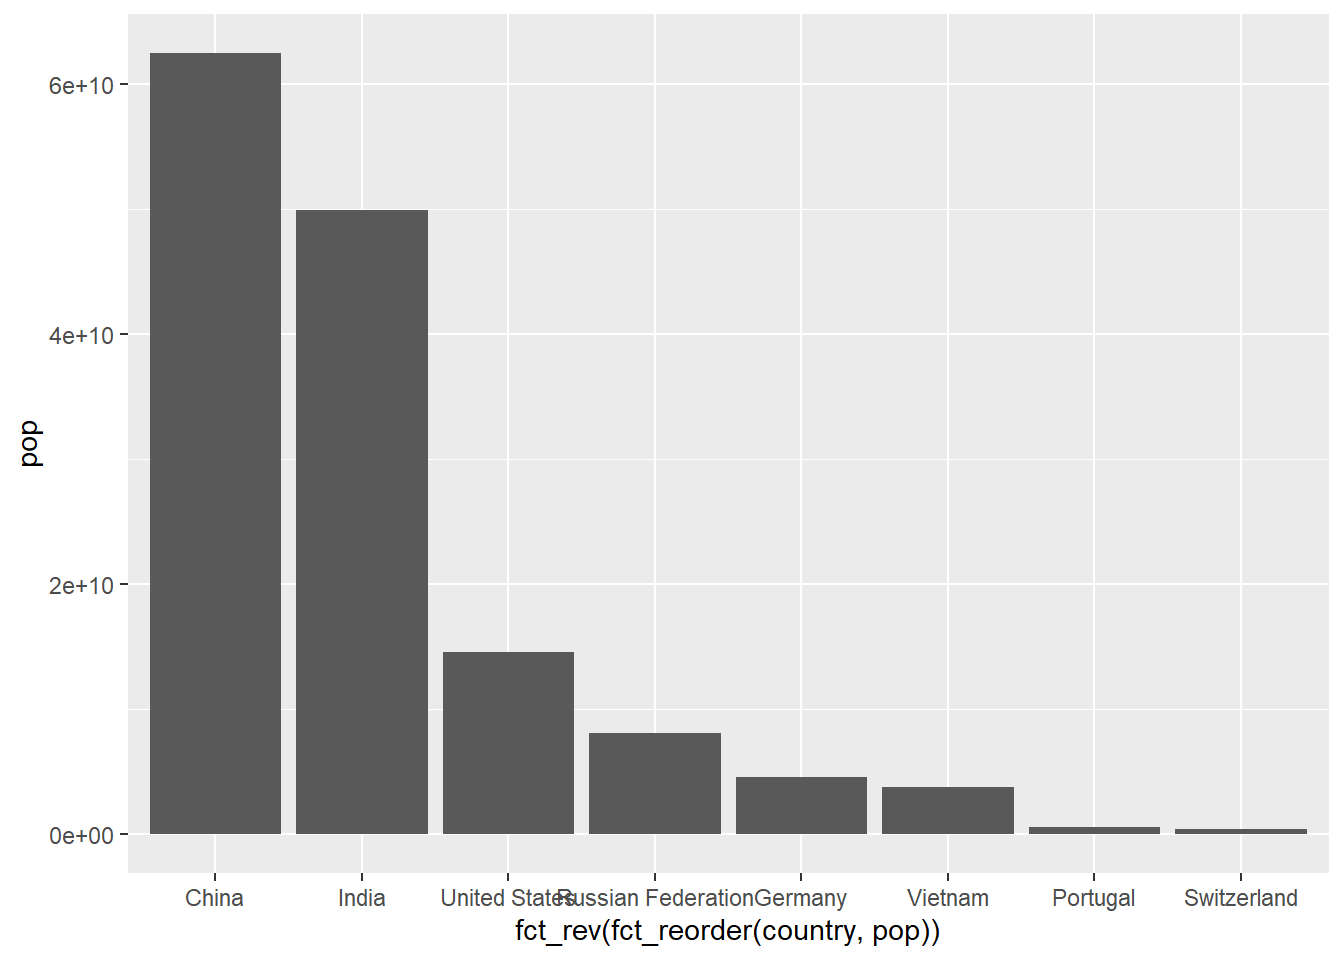 6e+10
4e+10
2e+10
0e+00
pop
China India United States Russian Federation Germany Vietnam Portugal Switzerland
fct_rev(fct_reorder(country, pop))